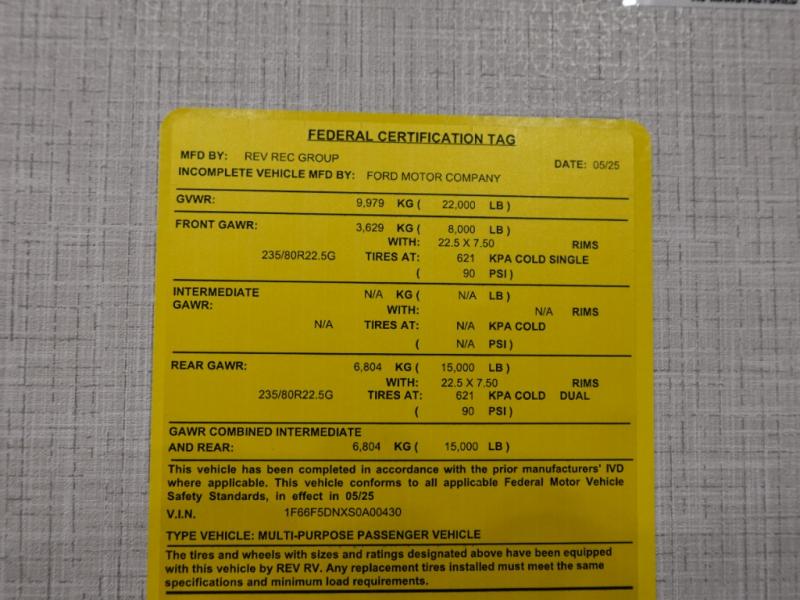 FEDERAL CERTIFICATION TAG
MFD BY: REV REC GROUP DATE: 05/25
INCOMPLETE VEHICLE MFD BY: FORD MOTOR COMPANY
GVWR: 9,979 KG ( 22,000 LB )
FRONT GAWR: 3,629 KG ( 8,000 LB )
WITH: 22.5 X 7.50 RIMS
235/80R22.5G TIRES AT: 621 KPA COLD SINGLE
( 90 PSI )
INTERMEDIATE N/A KG ( N/A LB )
GAWR: WITH: N/A RIMS
N/A TIRES AT: N/A KPA COLD
( N/A PSI )
REAR GAWR: 6,804 KG ( 15,000 LB )
WITH: 22.5 X 7.50 RIMS
235/80R22.5G TIRES AT: 621 KPA COLD DUAL
( 90 PSI )
GAWR COMBINED INTERMEDIATE
AND REAR: 6,804 KG ( 15,000 LB )
This vehicle has been completed in accordance with the prior manufacturers' IVD
where applicable. This vehicle conforms to all applicable Federal Motor Vehicle
Safety Standards, in effect in 05/25
V.I.N. 1F66F5DNXS0A00430
TYPE VEHICLE: MULTI-PURPOSE PASSENGER VEHICLE
The tires and wheels with sizes and ratings designated above have been equipped
with this vehicle by REV RV. Any replacement tires installed must meet the same
specifications and minimum load requirements.